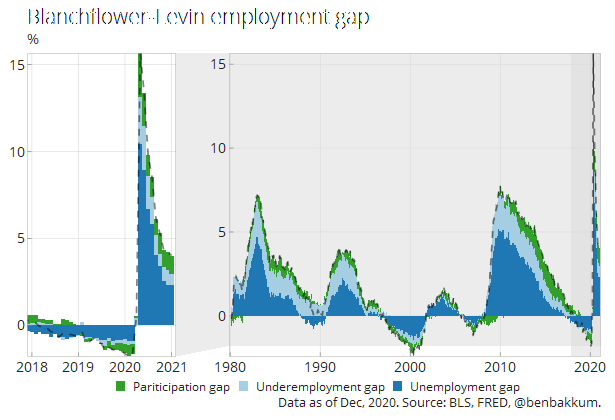 Blanchflower-Levin employment gap
%
15
10
5
0
2018 2019 2020 2021
15
10
5
0
1980 1990 2000 2010 2020
Pariticipation gap Underemployment gap Unemployment gap
Data as of Dec, 2020. Source: BLS, FRED, @benbakkum.